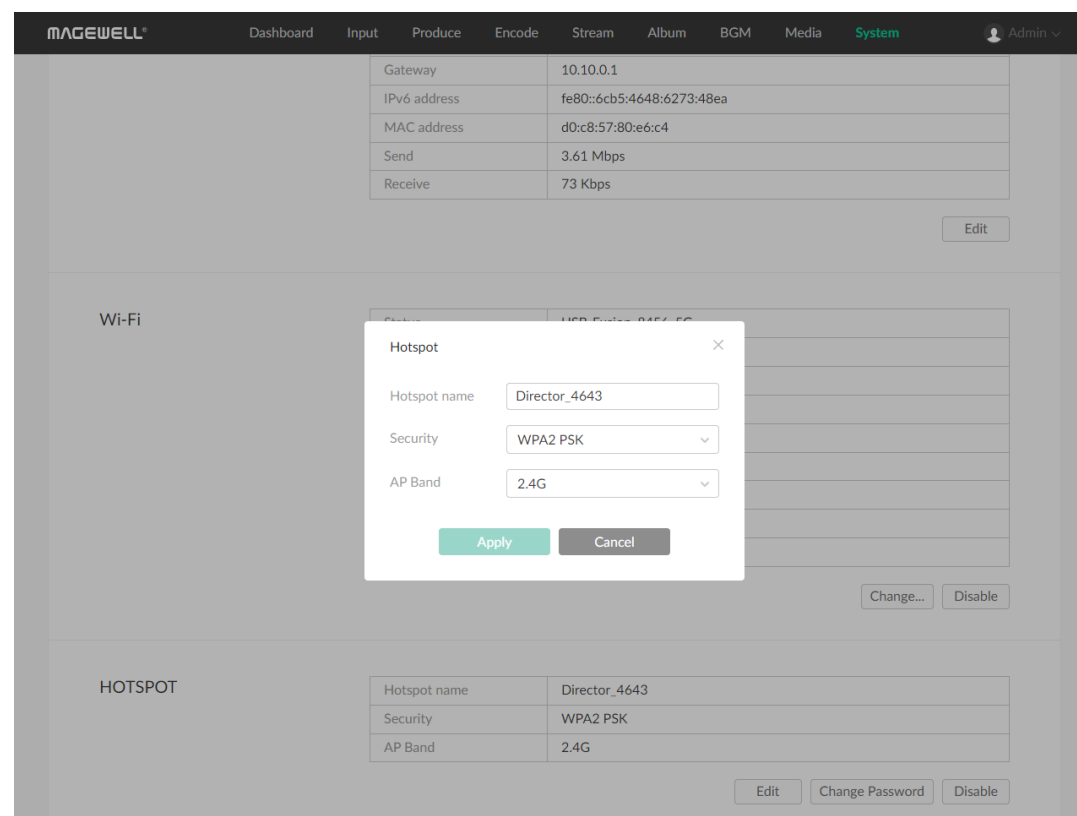 MAGEWELL®
Dashboard Input Produce Encode Stream Album BGM Media System Admin
Gateway 10.10.0.1
IPv6 address fe80::6cb5:4648:6273:48ea
MAC address d0:c8:57:80:e6:c4
Send 3.61 Mbps
Receive 73 Kbps
Edit
Wi-Fi
Hotspot
Hotspot name Director_4643
Security WPA2 PSK
AP Band 2.4G
Apply Cancel
Change... Disable
HOTSPOT
Hotspot name Director_4643
Security WPA2 PSK
AP Band 2.4G
Edit Change Password Disable